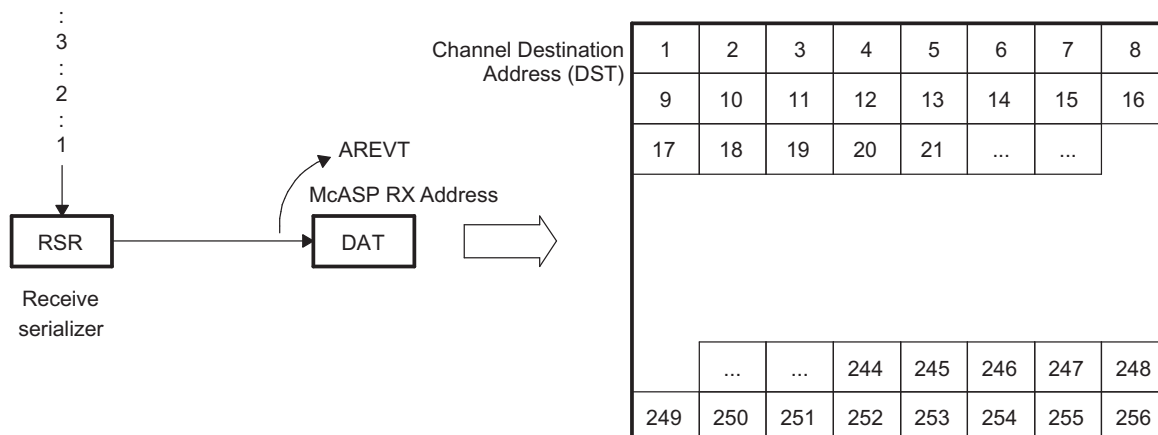 :
3
:
2
:
1
AREVT
McASP RX Address
RSR
DAT
Receive
serializer
Channel Destination
Address (DST)
1 2 3 4 5 6 7 8
9 10 11 12 13 14 15 16
17 18 19 20 21 ... ...
... ... 244 245 246 247 248
249 250 251 252 253 254 255 256